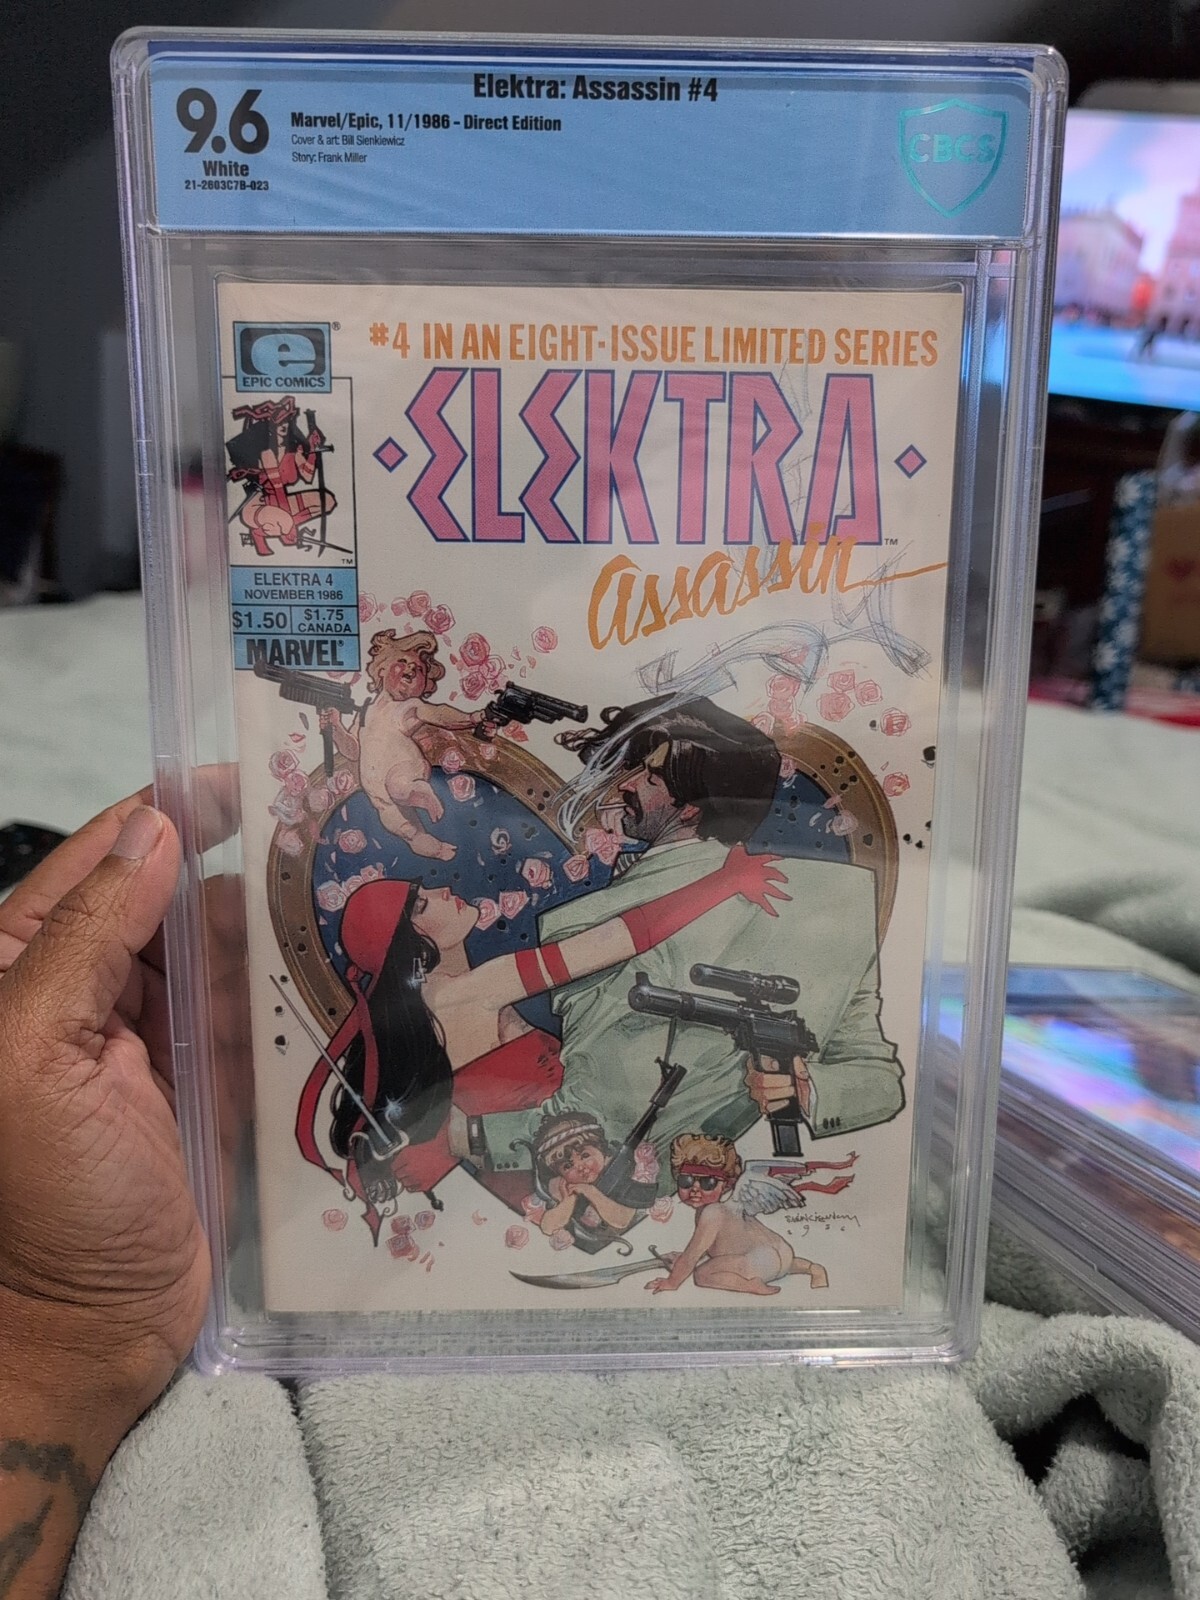 Elektra: Assassin #4
9.6
White
21-2603C7B-023
Marvel/Epic, 11/1986 - Direct Edition
Cover & art: Bill Sienkiewicz
Story: Frank Miller
CBCS
e
®
EPIC COMICS
#4 IN AN EIGHT-ISSUE LIMITED SERIES
ELEKTRA
TM
assassin
TM
ELEKTRA 4
NOVEMBER 1986
$1.50
$1.75
CANADA
MARVEL®